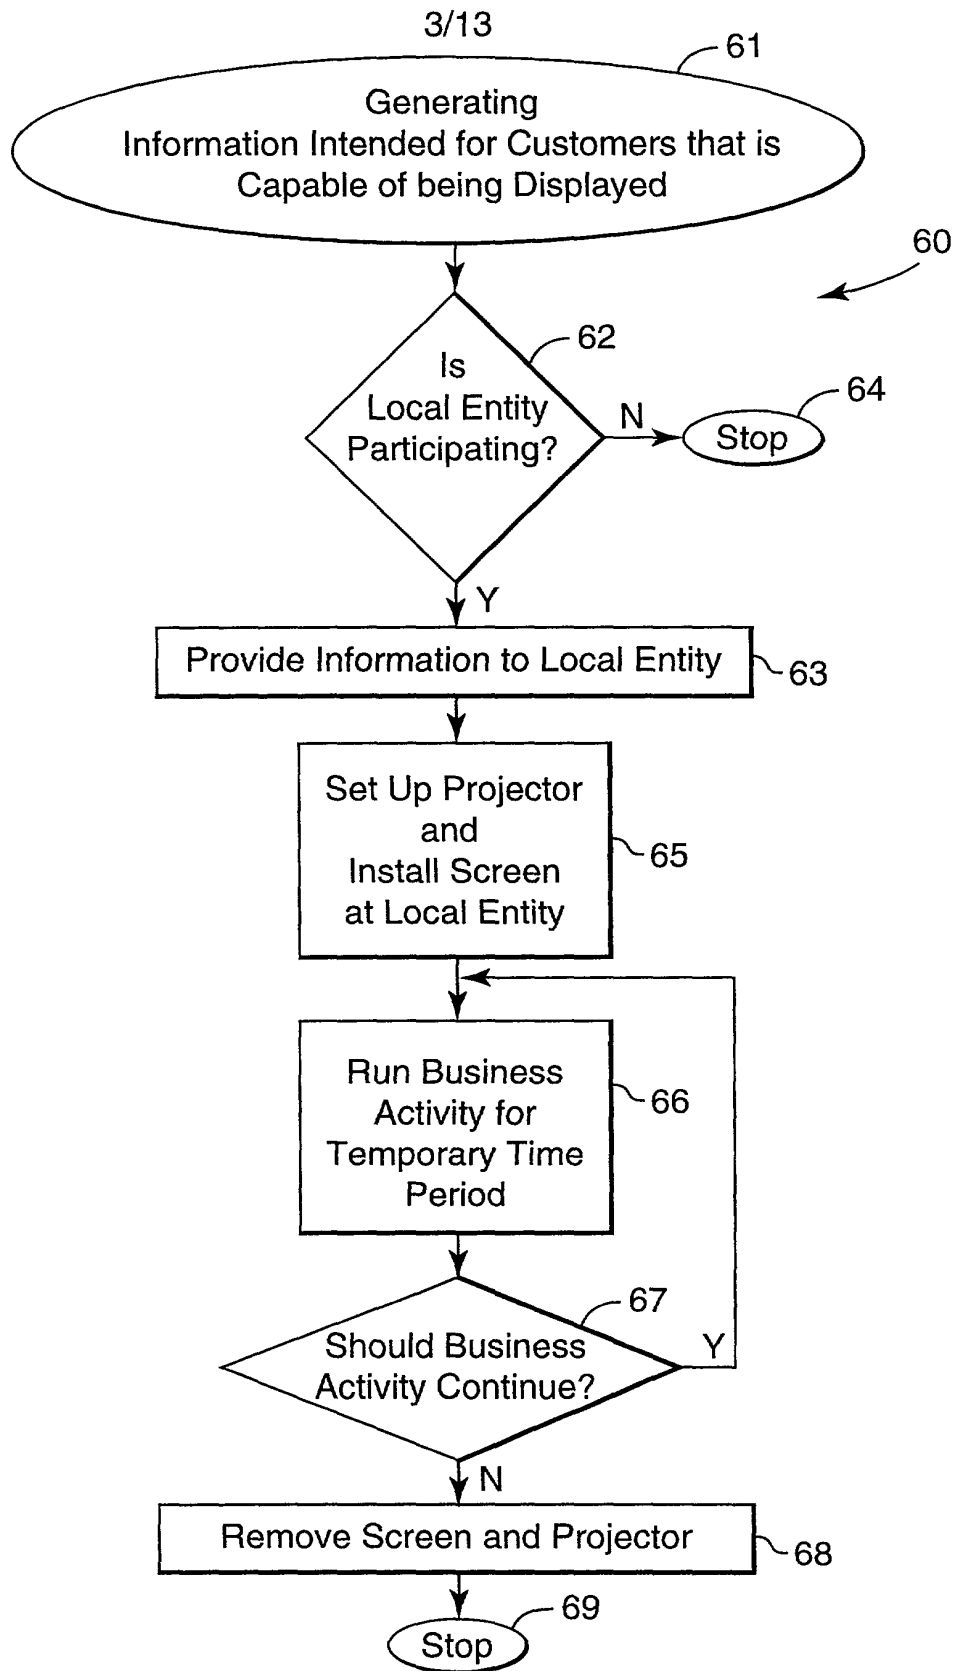 3/13
61
Generating
Information Intended for Customers that is
Capable of being Displayed
60
62
Is
Local Entity
Participating?
N
64
Stop
Y
Provide Information to Local Entity
63
Set Up Projector
and
Install Screen
at Local Entity
65
Run Business
Activity for
Temporary Time
Period
66
67
Should Business
Activity Continue?
Y
N
Remove Screen and Projector
68
69
Stop